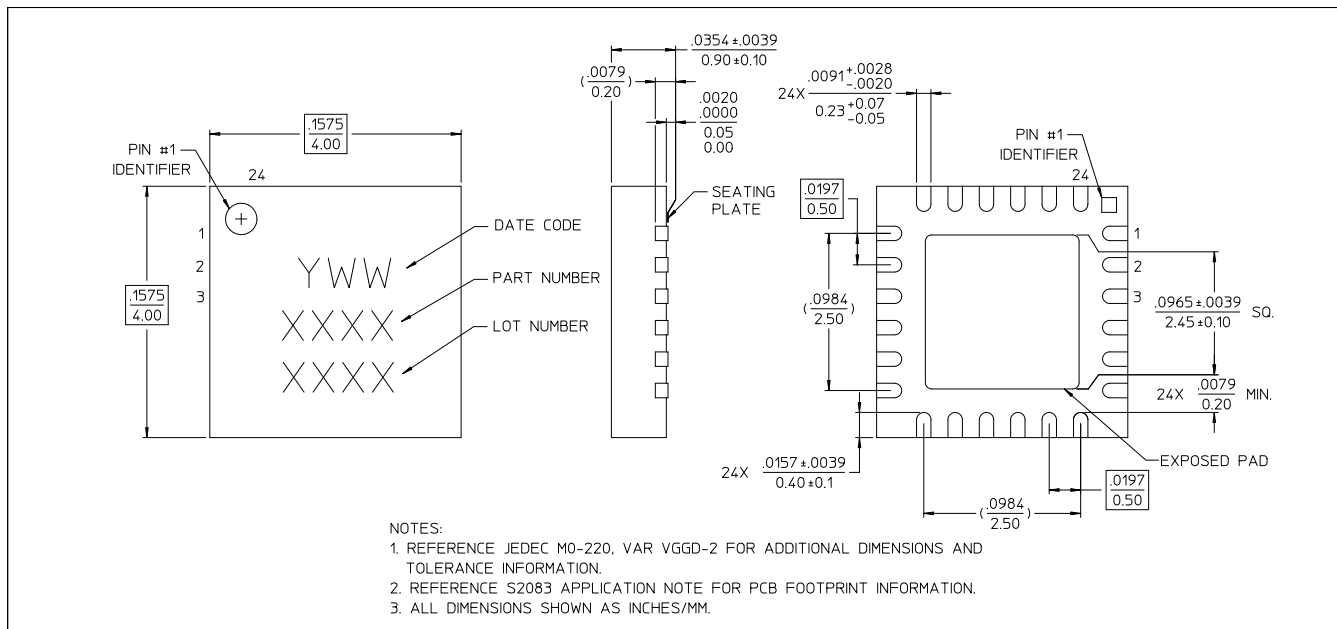 .1575
4.00
PIN #1
IDENTIFIER
24
1
2
3
.1575
4.00
YWW
XXXX
XXXX
DATE CODE
PART NUMBER
LOT NUMBER
.0354±.0039
0.90±0.10
(.0079
0.20)
.0020
.0000
0.05
0.00
SEATING
PLATE
24X .0091 +.0028 -.0020
0.23 +0.07 -0.05
PIN #1
IDENTIFIER
24
.0197
0.50
1
2
3
(.0984
2.50)
.0965±.0039
2.45±0.10 SQ.
24X .0079
0.20 MIN.
24X .0157±.0039
0.40±0.1
EXPOSED PAD
.0197
0.50
(.0984
2.50)
NOTES:
1. REFERENCE JEDEC MO-220, VAR VGGD-2 FOR ADDITIONAL DIMENSIONS AND
TOLERANCE INFORMATION.
2. REFERENCE S2083 APPLICATION NOTE FOR PCB FOOTPRINT INFORMATION.
3. ALL DIMENSIONS SHOWN AS INCHES/MM.